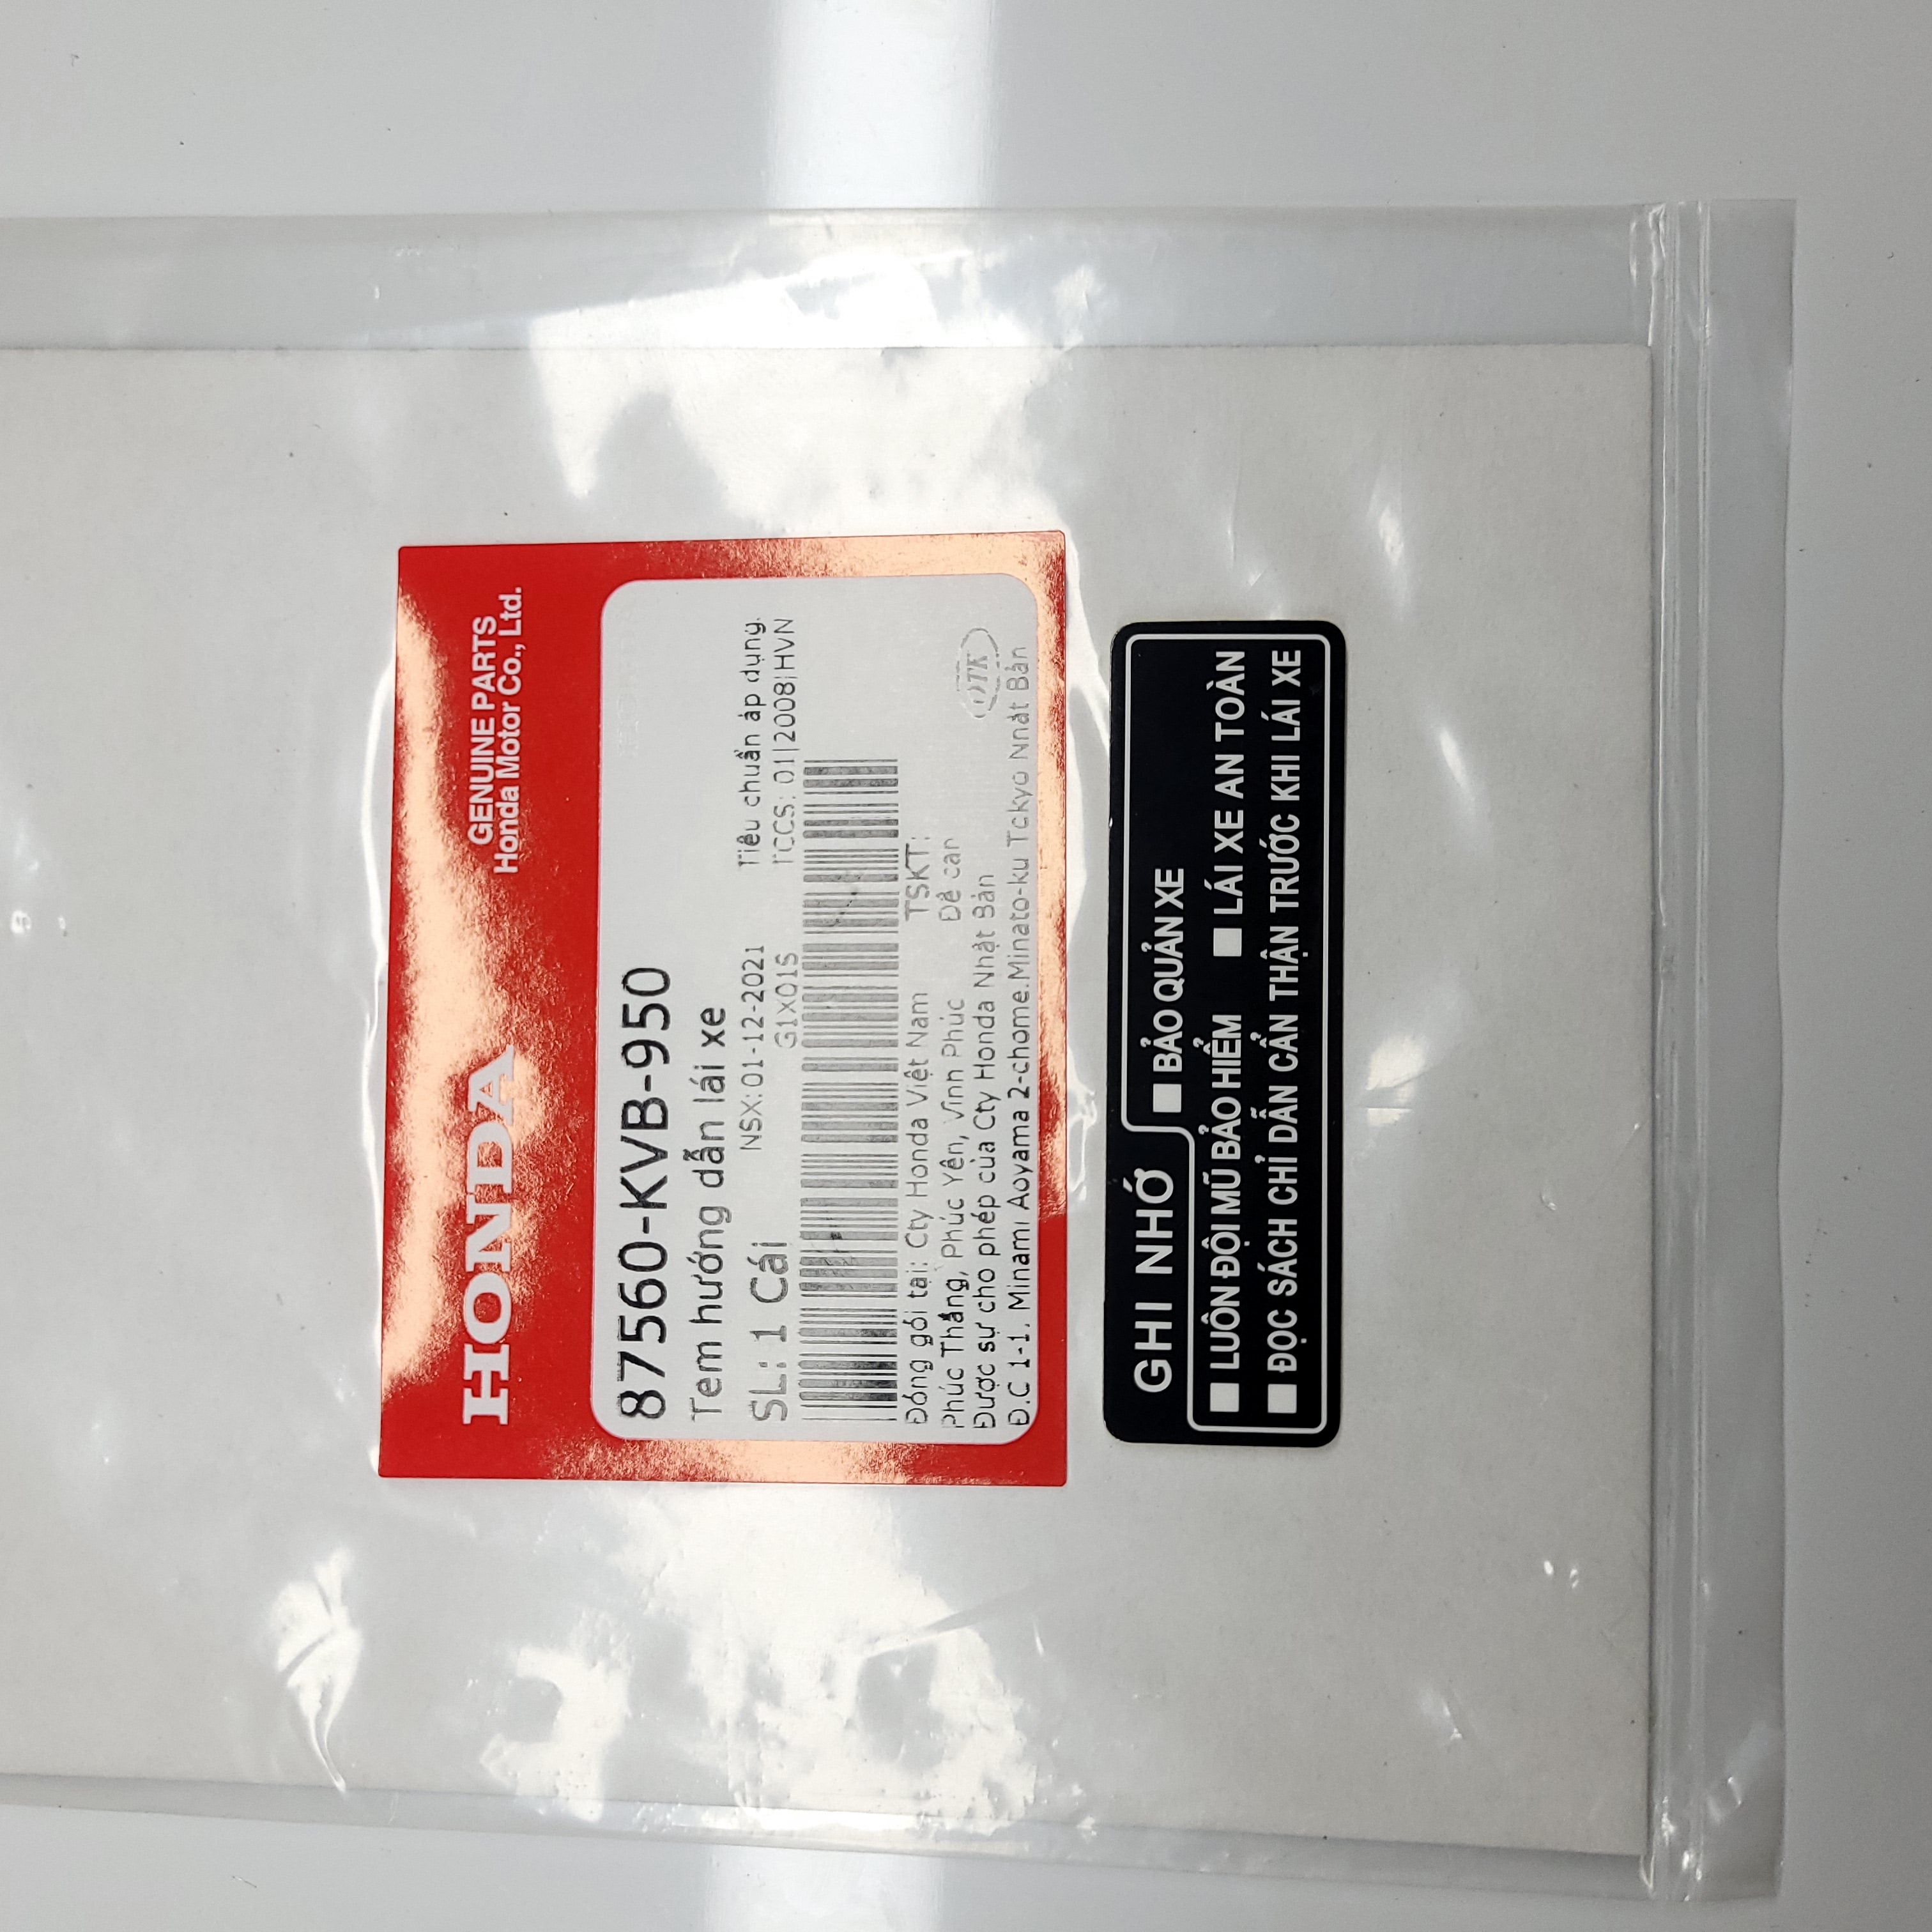 HONDA
GENUINE PARTS
Honda Motor Co., Ltd.
87560-KVB-950
Tem hướng dẫn lái xe
SL: 1 Cái
NSX:01-12-2021
G1X01S
Tiêu chuẩn áp dụng.
TCCS: 01|2008|HVN
Đóng gói tại: Cty Honda Việt Nam TSKT:
Phúc Thắng, Phúc Yên, Vĩnh Phúc Đề can
Được sự cho phép của Cty Honda Nhật Bản
Đ.C 1-1. Minami Aoyama 2-chome.Minato-ku Tokyo Nhật Bản
GHI NHỚ
■ BẢO QUẢN XE
■ LUÔN ĐỘI MŨ BẢO HIỂM ■ LÁI XE AN TOÀN
■ ĐỌC SÁCH CHỈ DẪN CẨN THẬN TRƯỚC KHI LÁI XE